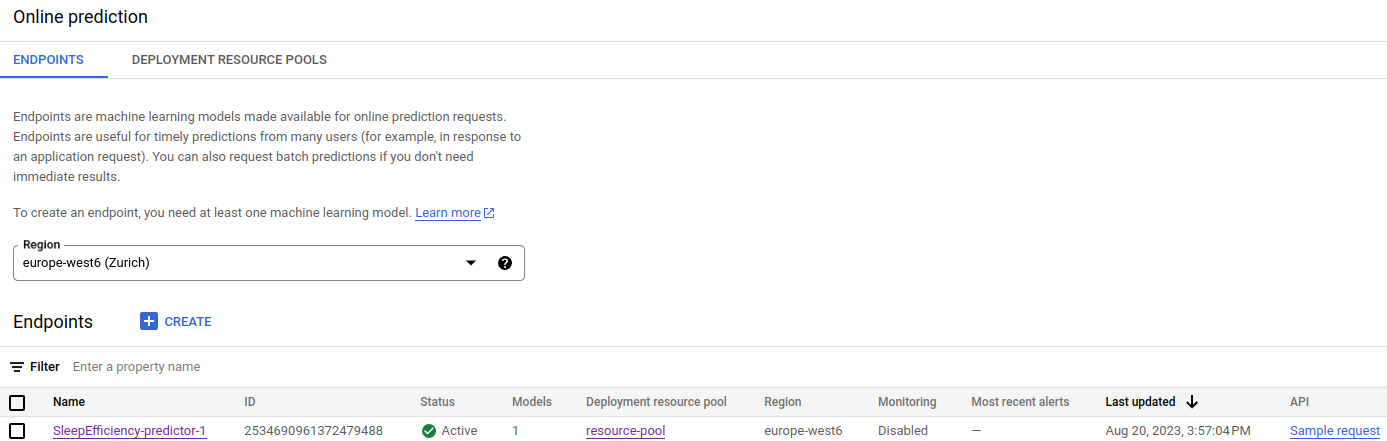 Online prediction
ENDPOINTS DEPLOYMENT RESOURCE POOLS
Endpoints are machine learning models made available for online prediction requests.
Endpoints are useful for timely predictions from many users (for example, in response to
an application request). You can also request batch predictions if you don't need
immediate results.
To create an endpoint, you need at least one machine learning model. Learn more
Region
europe-west6 (Zurich)
Endpoints CREATE
Filter Enter a property name
Name ID Status Models Deployment resource pool Region Monitoring Most recent alerts Last updated API
SleepEfficiency-predictor-1 2534690961372479488 Active 1 resource-pool europe-west6 Disabled — Aug 20, 2023, 3:57:04 PM Sample request